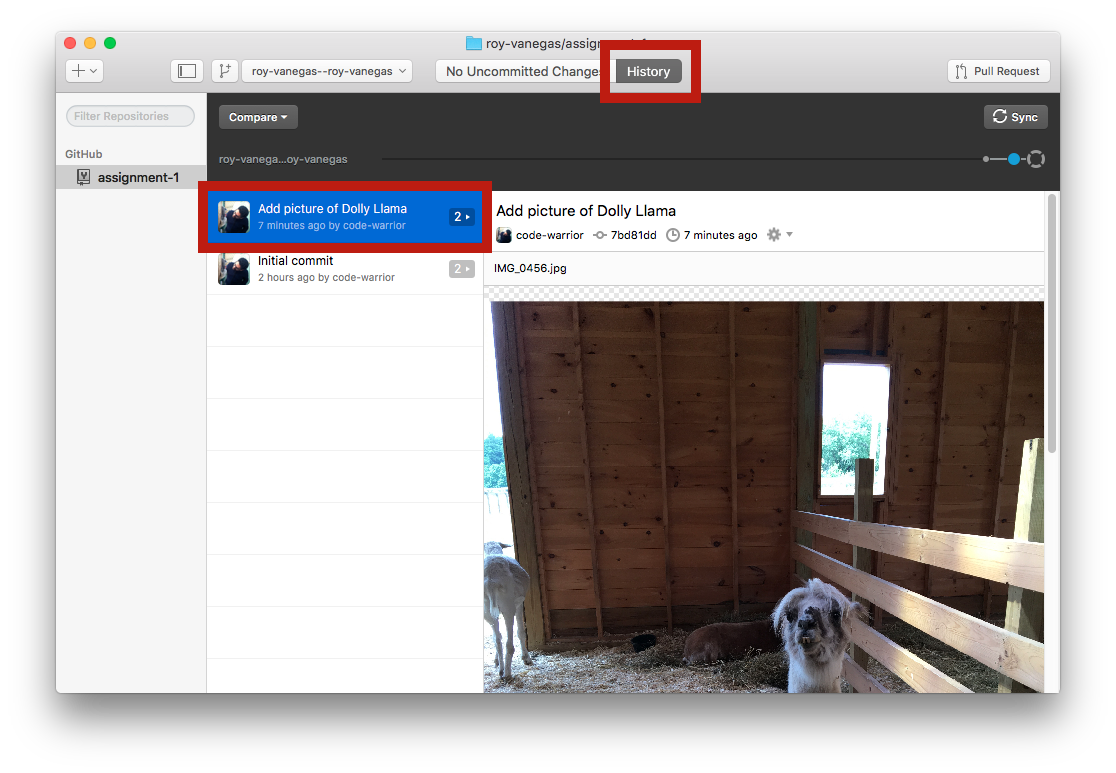 roy-vanegas/assign
roy-vanegas--roy-vanegas
No Uncommitted Changes
History
Pull Request
Filter Repositories
Compare
Sync
GitHub
roy-vanega...oy-vanegas
assignment-1
Add picture of Dolly Llama
7 minutes ago by code-warrior
2
Initial commit
2 hours ago by code-warrior
2
Add picture of Dolly Llama
code-warrior 7bd81dd 7 minutes ago
IMG_0456.jpg